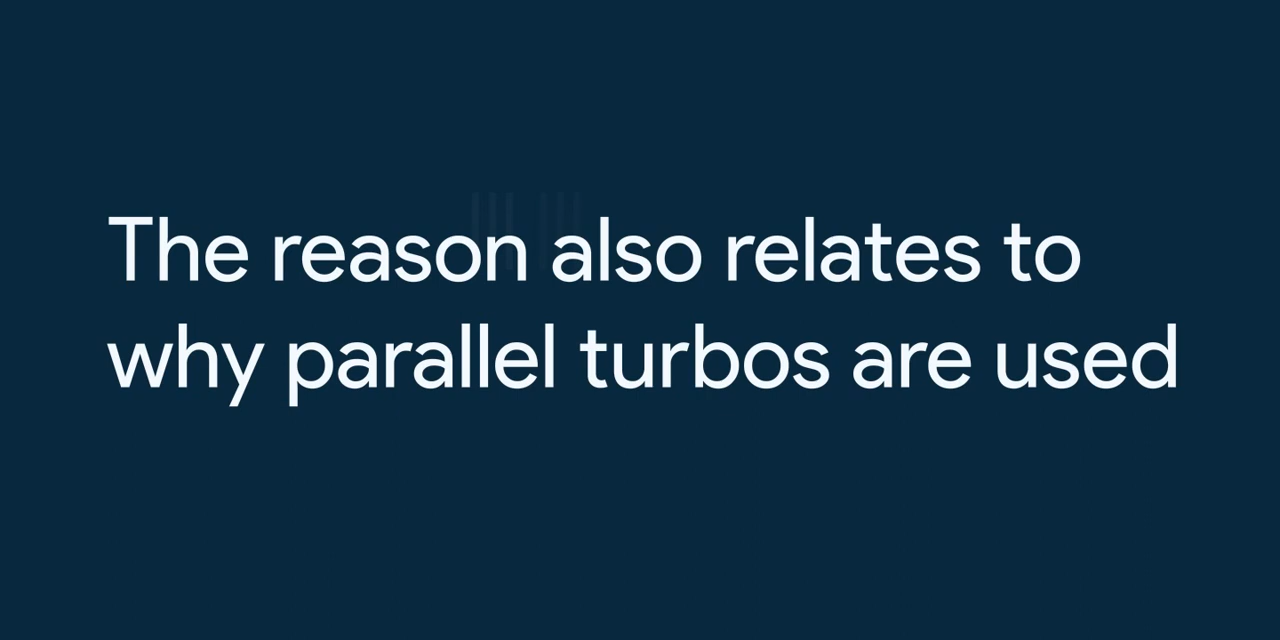 The reason also relates to
why parallel turbos are used